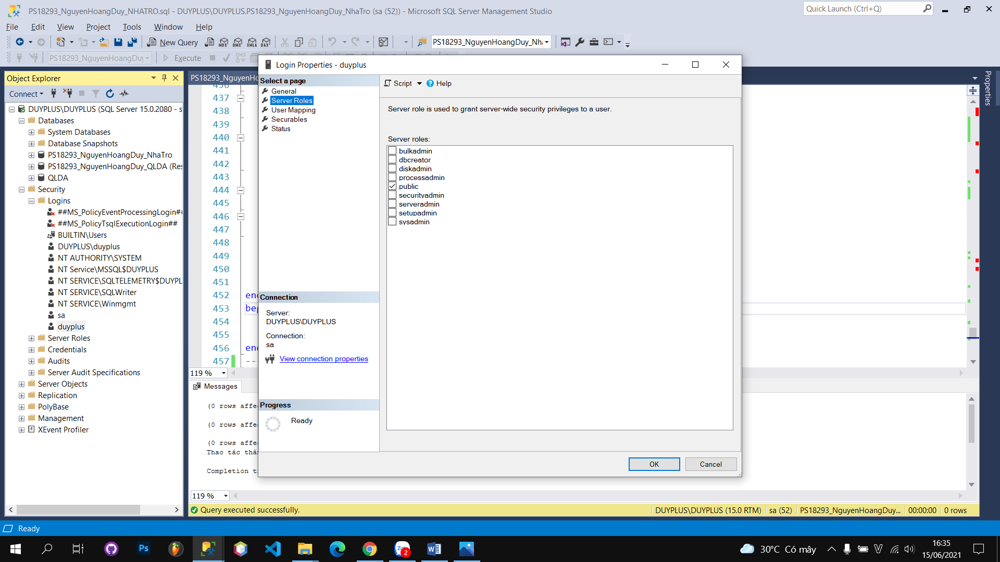 PS18293_NguyenHoangDuy_NHATRO.sql - DUYPLUS\DUYPLUS.PS18293_NguyenHoangDuy_NhaTro (sa (52)) - Microsoft SQL Server Management Studio
Quick Launch (Ctrl+Q)
File Edit View Project Tools Window Help
New Query
MDX DMX XMLA DAX
PS18293_NguyenHoangDuy_Nh
PS18293_NguyenHoangDuy
Execute
Object Explorer
Connect
DUYPLUS\DUYPLUS (SQL Server 15.0.2080 - s
Databases
System Databases
Database Snapshots
PS18293_NguyenHoangDuy_NhaTro
PS18293_NguyenHoangDuy_QLDA (Res
QLDA
Security
Logins
##MS_PolicyEventProcessingLogin##
##MS_PolicyTsqlExecutionLogin##
BUILTIN\Users
DUYPLUS\duyplus
NT AUTHORITY\SYSTEM
NT Service\MSSQL$DUYPLUS
NT SERVICE\SQLTELEMETRY$DUYPL
NT SERVICE\SQLWriter
NT SERVICE\Winmgmt
sa
duyplus
Server Roles
Credentials
Audits
Server Audit Specifications
Server Objects
Replication
PolyBase
Management
XEvent Profiler
PS18293_NguyenHo
436
437
438
439
440
441
442
443
444
445
446
447
448
449
450
451
452 en
453 be
454
455
456 en
457 --
119 %
Messages
(0 rows affe
(0 rows affe
(0 rows affe
Thao tác thàn
Completion t
119 %
Login Properties - duyplus
Select a page
General
Server Roles
User Mapping
Securables
Status
Connection
Server:
DUYPLUS\DUYPLUS
Connection:
sa
View connection properties
Progress
Ready
Script Help
Server role is used to grant server-wide security privileges to a user.
Server roles:
bulkadmin
dbcreator
diskadmin
processadmin
public
securityadmin
serveradmin
setupadmin
sysadmin
OK Cancel
Properties
Query executed successfully.
DUYPLUS\DUYPLUS (15.0 RTM) sa (52) PS18293_NguyenHoangDuy... 00:00:00 0 rows
Ready
Ps
2
30°C Có mây
V
16:35
15/06/2021